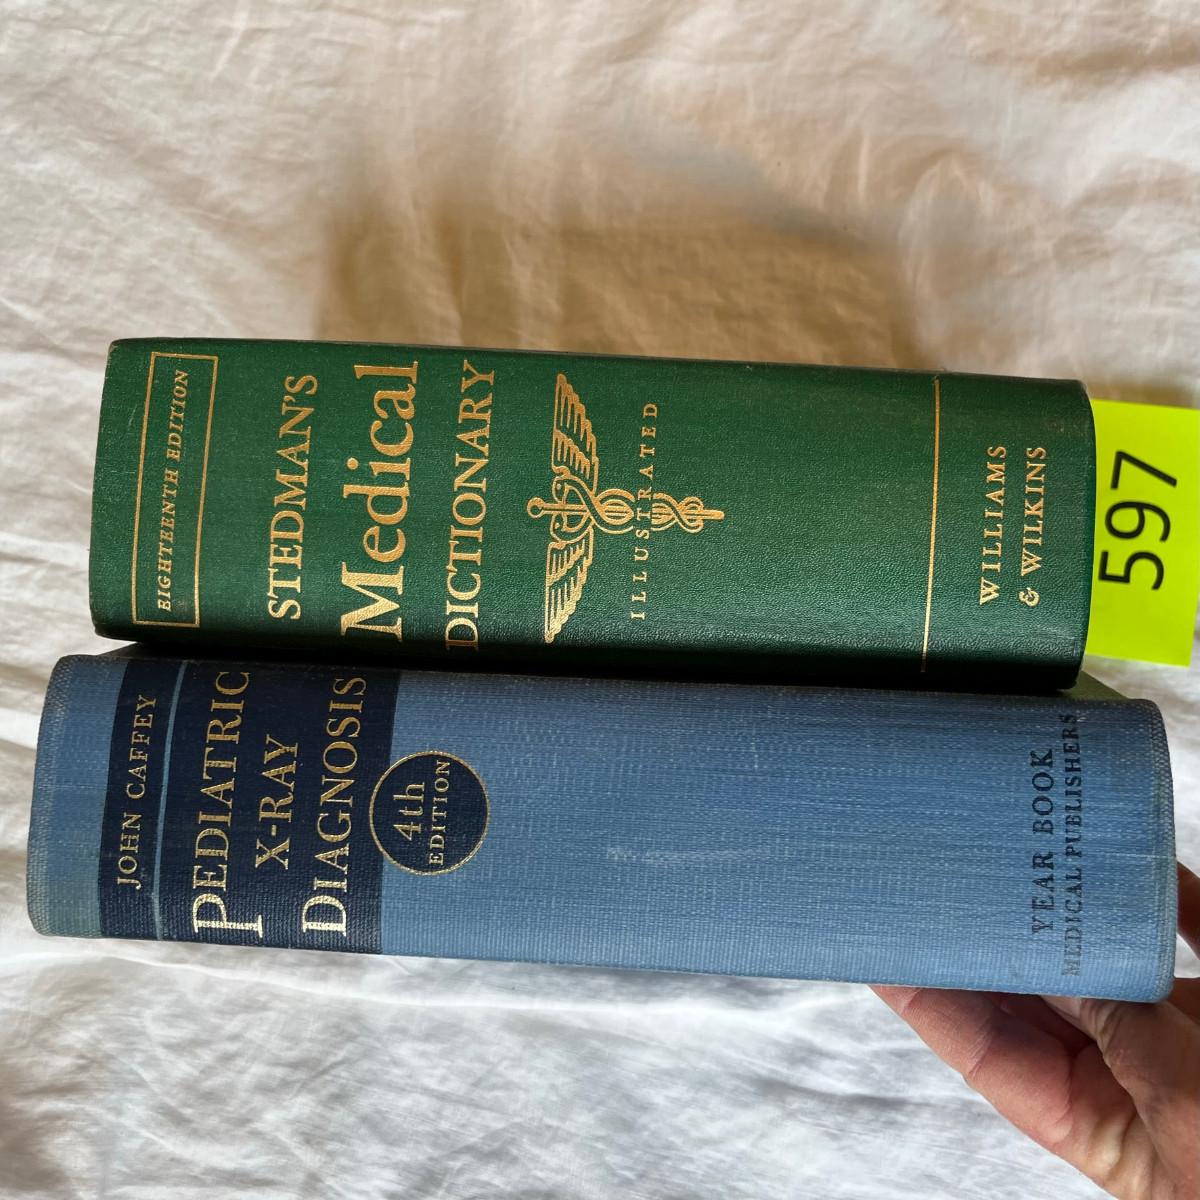 EIGHTEENTH EDITION
STEDMAN'S
Medical
DICTIONARY
ILLUSTRATED
WILLIAMS
& WILKINS
597
JOHN CAFFEY
PEDIATRIC
X-RAY
DIAGNOSIS
4th
EDITION
YEAR BOOK
MEDICAL PUBLISHERS